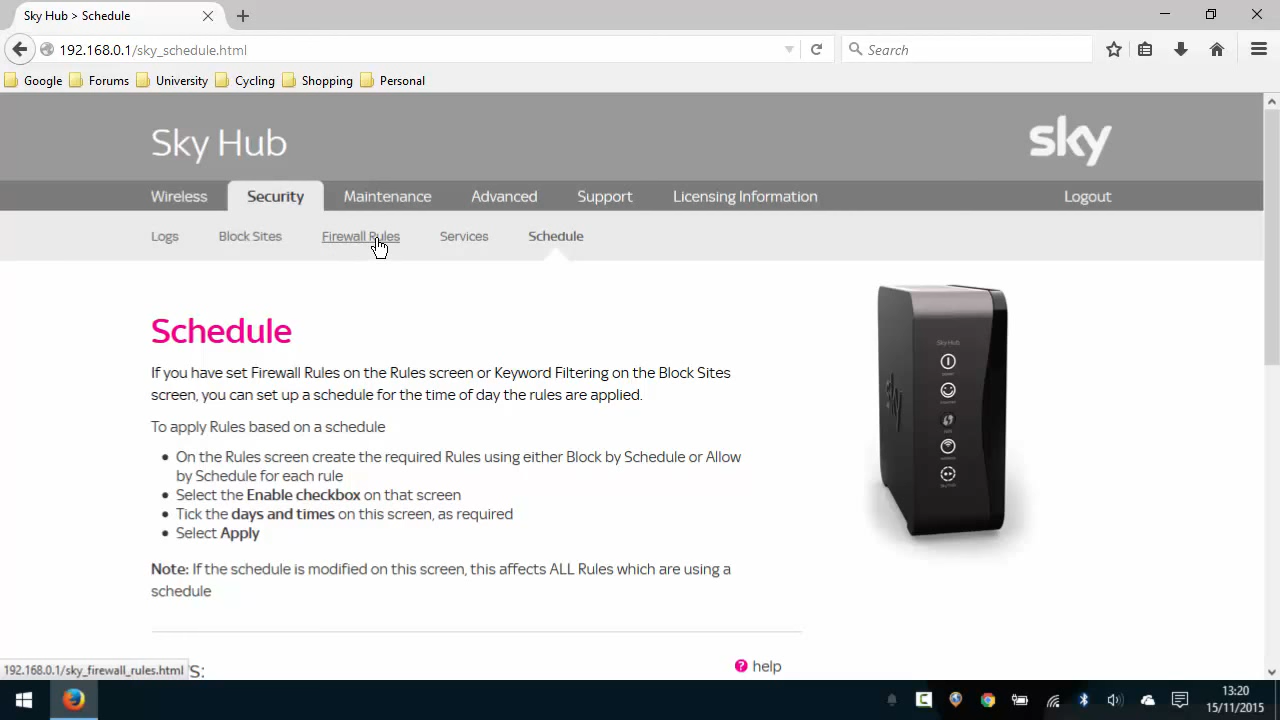 Sky Hub > Schedule
192.168.0.1/sky_schedule.html
Search
Google Forums University Cycling Shopping Personal
Sky Hub
sky
Wireless Security Maintenance Advanced Support Licensing Information Logout
Logs Block Sites Firewall Rules Services Schedule
Schedule
If you have set Firewall Rules on the Rules screen or Keyword Filtering on the Block Sites
screen, you can set up a schedule for the time of day the rules are applied.
To apply Rules based on a schedule
On the Rules screen create the required Rules using either Block by Schedule or Allow
by Schedule for each rule
Select the Enable checkbox on that screen
Tick the days and times on this screen, as required
Select Apply
Note: If the schedule is modified on this screen, this affects ALL Rules which are using a
schedule
Sky Hub
sky
? help
192.168.0.1/sky_firewall_rules.html
13:20
15/11/2015